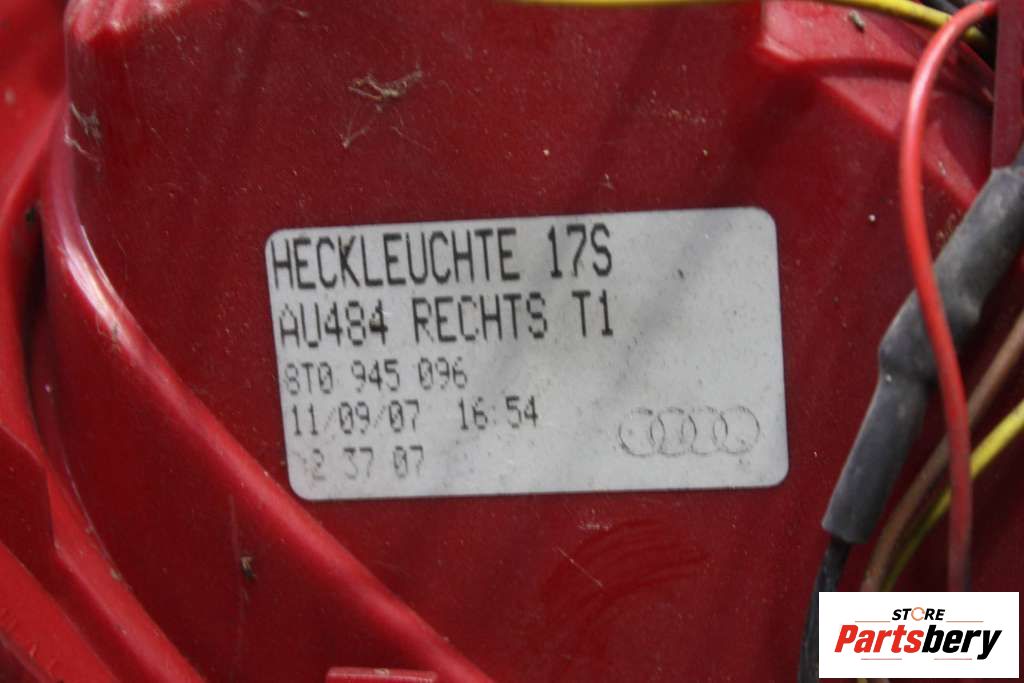 HECKLEUCHTE 17S
AU484 RECHTS T1
8T0 945 096
11/09/07 16:54
2 37 07
STORE
Partsbery